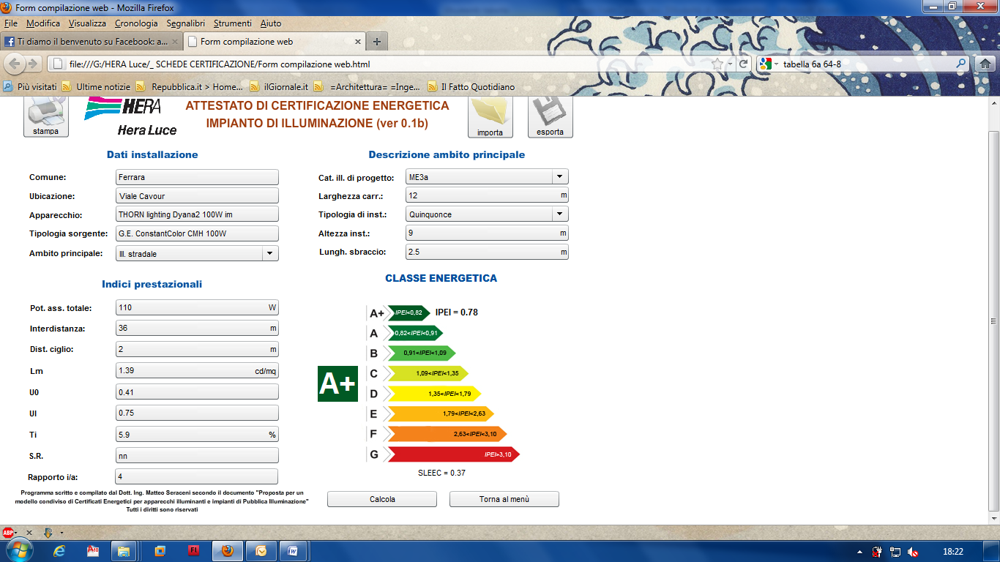 Form compilazione web - Mozilla Firefox
File Modifica Visualizza Cronologia Segnalibri Strumenti Aiuto
Ti diamo il benvenuto su Facebook: a...
Form compilazione web
file:///G:/HERA Luce/_ SCHEDE CERTIFICAZIONE/Form compilazione web.html
tabella 6a 64-8
Più visitati Ultime notizie Repubblica.it > Home... ilGiornale.it =Architettura= =Inge... Il Fatto Quotidiano
stampa
HERA
Hera Luce
ATTESTATO DI CERTIFICAZIONE ENERGETICA
IMPIANTO DI ILLUMINAZIONE (ver 0.1b)
importa
esporta
Dati installazione
Comune: Ferrara
Ubicazione: Viale Cavour
Apparecchio: THORN lighting Dyana2 100W im
Tipologia sorgente: G.E. ConstantColor CMH 100W
Ambito principale: Ill. stradale
Descrizione ambito principale
Cat. ill. di progetto: ME3a
Larghezza carr.: 12 m
Tipologia di inst.: Quinquonce
Altezza inst.: 9 m
Lungh. sbraccio: 2.5 m
Indici prestazionali
Pot. ass. totale: 110 W
Interdistanza: 36 m
Dist. ciglio: 2 m
Lm 1.39 cd/mq
U0 0.41
Ul 0.75
Ti 5.9 %
S.R. nn
Rapporto i/a: 4
CLASSE ENERGETICA
A+ IPEI<0,82 IPEI = 0.78
A 0,82<IPEI<0,91
B 0,91<IPEI<1,09
C 1,09<IPEI<1,35
A+
D 1,35<IPEI<1,79
E 1,79<IPEI<2,63
F 2,63<IPEI<3,10
G IPEI>3,10
SLEEC = 0.37
Programma scritto e compilato dal Dott. Ing. Matteo Seraceni secondo il documento "Proposta per un
modello condiviso di Certificati Energetici per apparecchi illuminanti e impianti di Pubblica Illuminazione"
Tutti i diritti sono riservati
Calcola
Torna al menù
ABP
A10
FL
W
18:22